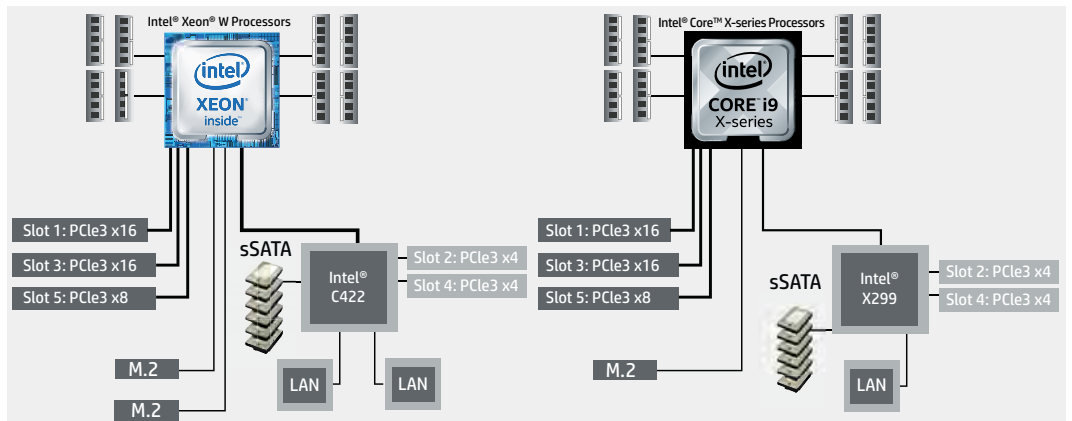 Intel® Xeon® W Processors
intel
XEON®
inside™
Slot 1: PCIe3 x16
Slot 3: PCIe3 x16
Slot 5: PCIe3 x8
sSATA
Intel®
C422
Slot 2: PCIe3 x4
Slot 4: PCIe3 x4
M.2
M.2
LAN
LAN
Intel® Core™ X-series Processors
intel
CORE™ i9
X-series
Slot 1: PCIe3 x16
Slot 3: PCIe3 x16
Slot 5: PCIe3 x8
sSATA
Intel®
X299
Slot 2: PCIe3 x4
Slot 4: PCIe3 x4
M.2
LAN